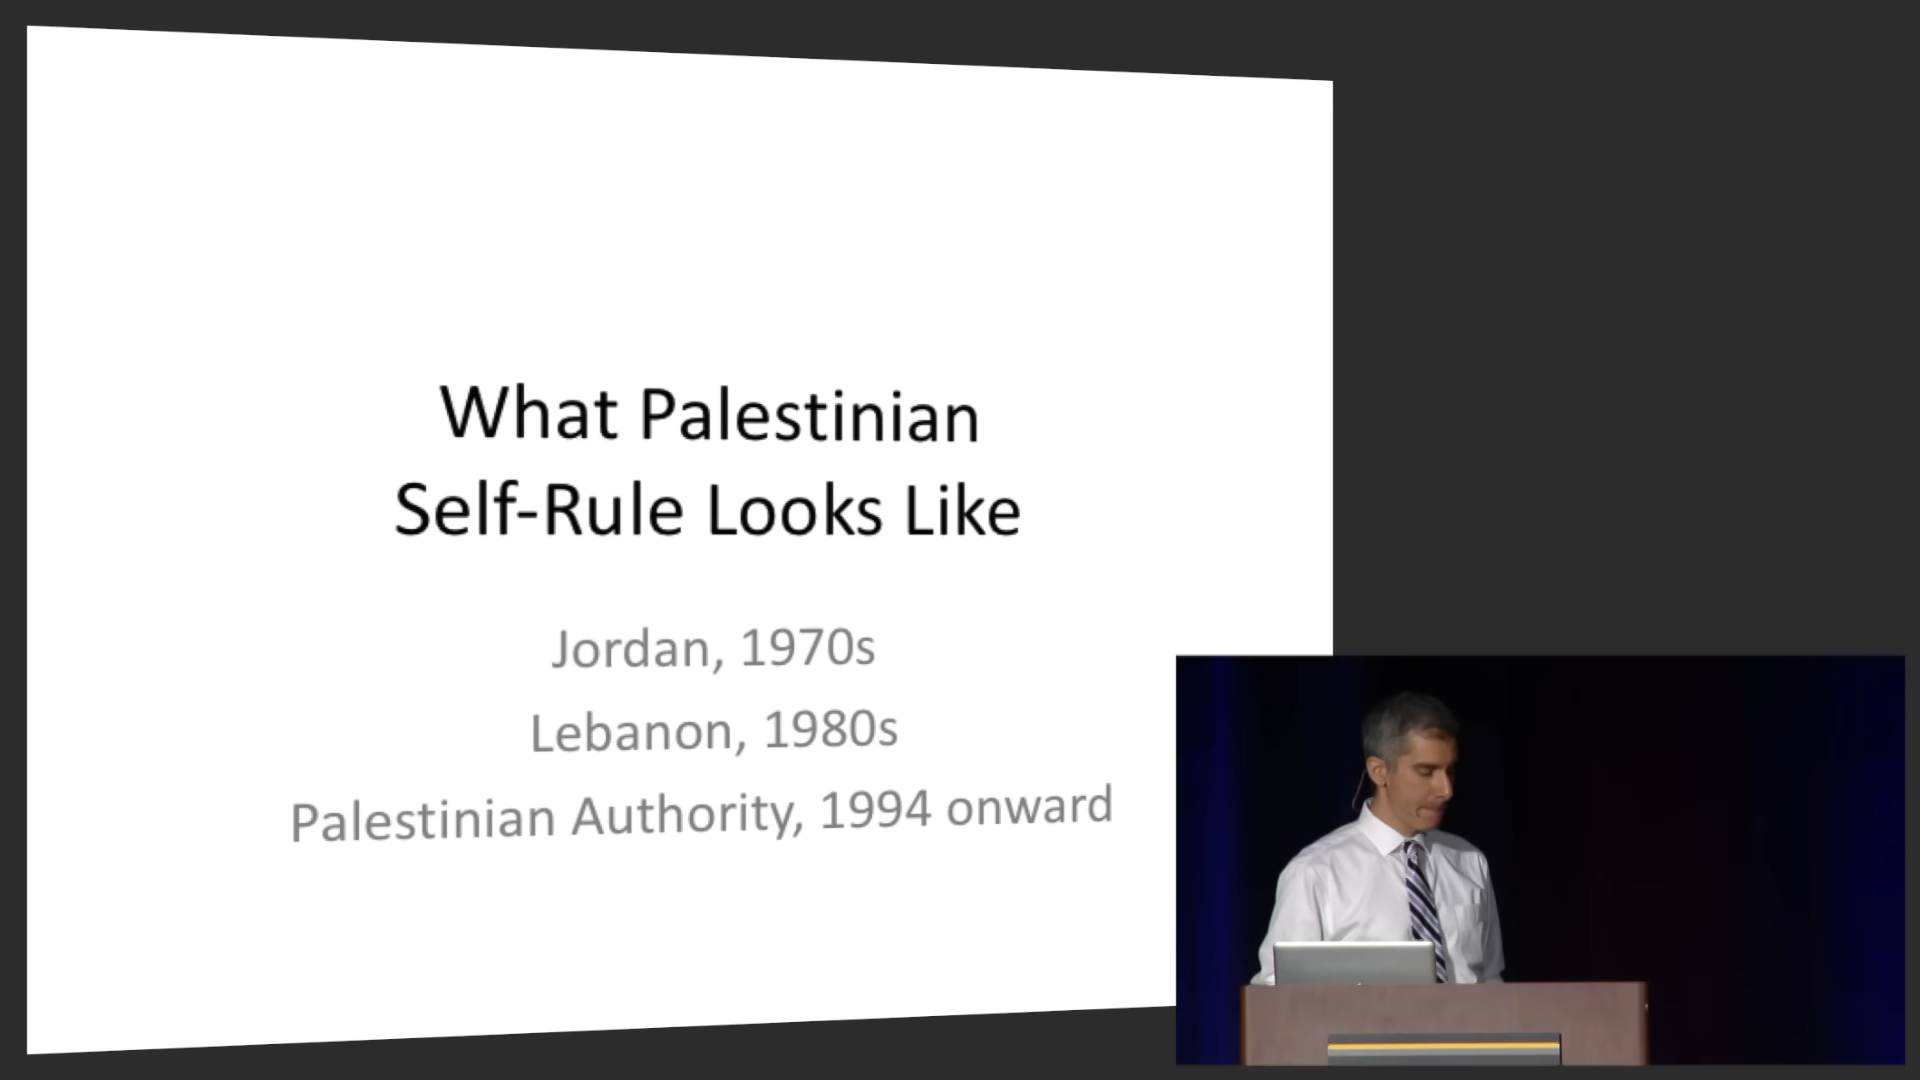 What Palestinian
Self-Rule Looks Like
Jordan, 1970s
Lebanon, 1980s
Palestinian Authority, 1994 onward